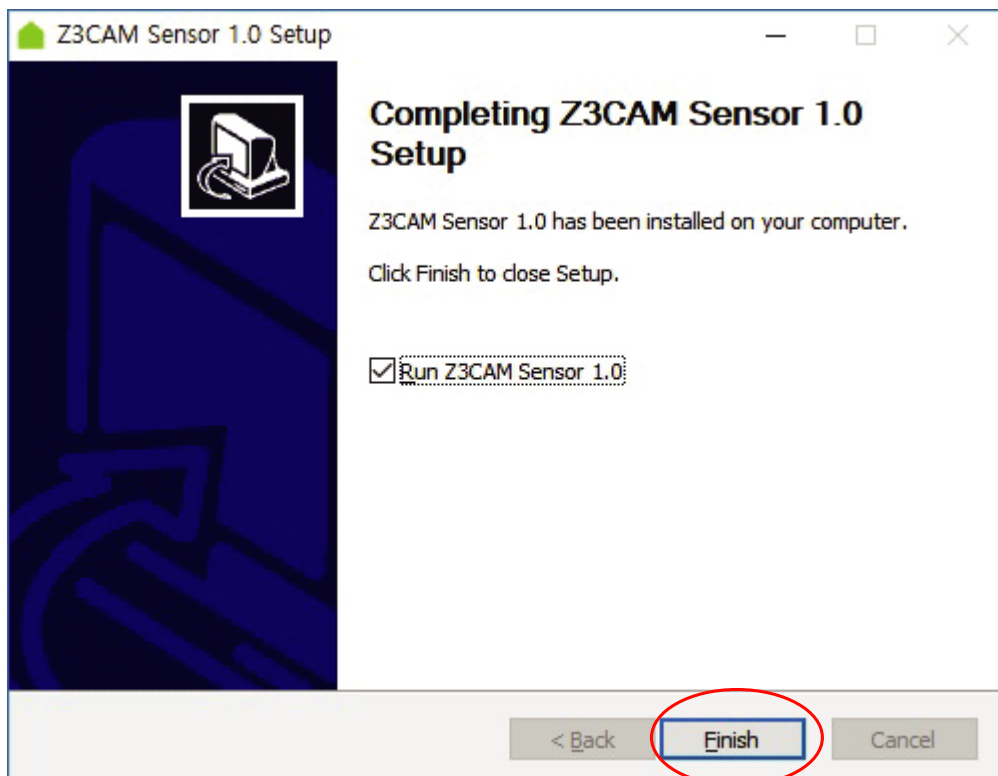 Z3CAM Sensor 1.0 Setup
Completing Z3CAM Sensor 1.0
Setup
Z3CAM Sensor 1.0 has been installed on your computer.
Click Finish to close Setup.
Run Z3CAM Sensor 1.0
< Back Finish Cancel